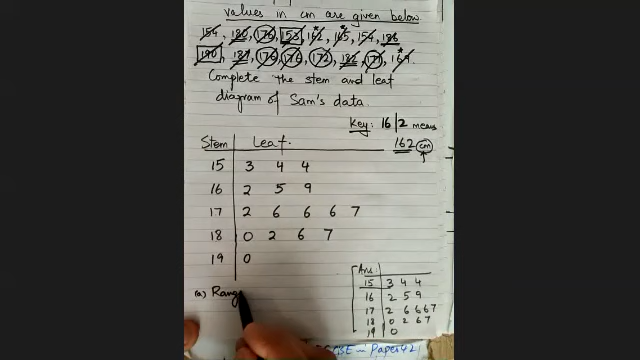 values in cm are given below
154, 180, 176, 153, 162, 165, 154, 186
190, 187, 176, 176, 172, 182, 177, 169
Complete the stem and leaf
diagram of Sam's data.
Key: 16|2 means
162 cm
Stem Leaf
15 3 4 4
16 2 5 9
17 2 6 6 6 7
18 0 2 6 7
19 0
(a) Rang
Ans:
15 3 4 4
16 2 5 9
17 2 6 6 6 7
18 0 2 6 7
19 0
Paper 42